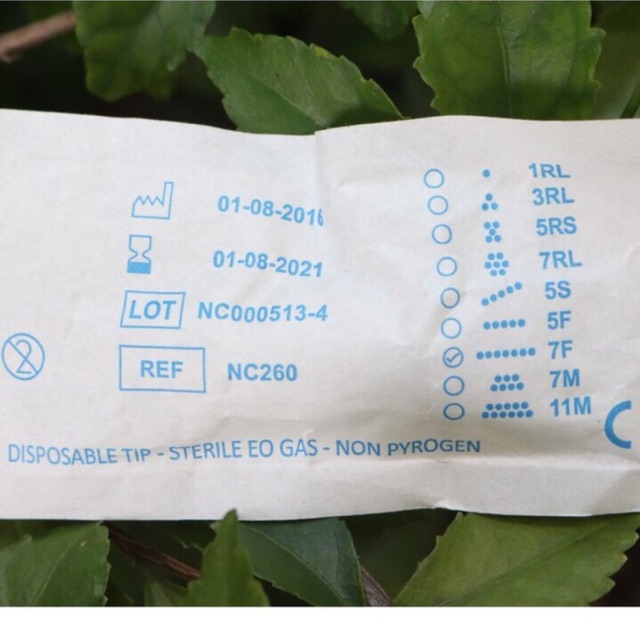 01-08-2016
01-08-2021
LOT NC000513-4
REF NC260
DISPOSABLE TIP - STERILE EO GAS - NON PYROGEN
1RL
3RL
5RS
7RL
5S
5F
7F
7M
11M
2